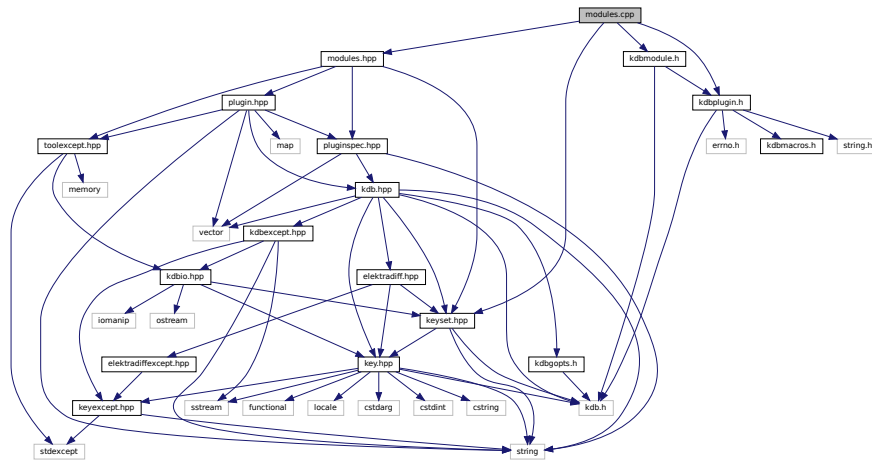 modules.cpp
modules.hpp
kdbmodule.h
plugin.hpp
kdbplugin.h
toolexcept.hpp
map
pluginspec.hpp
errno.h
kdbmacros.h
string.h
memory
kdb.hpp
vector
kdbexcept.hpp
kdbio.hpp
elektradiff.hpp
iomanip
ostream
keyset.hpp
elektradiffexcept.hpp
key.hpp
kdbgopts.h
keyexcept.hpp
sstream
functional
locale
cstdarg
cstdint
cstring
kdb.h
stdexcept
string